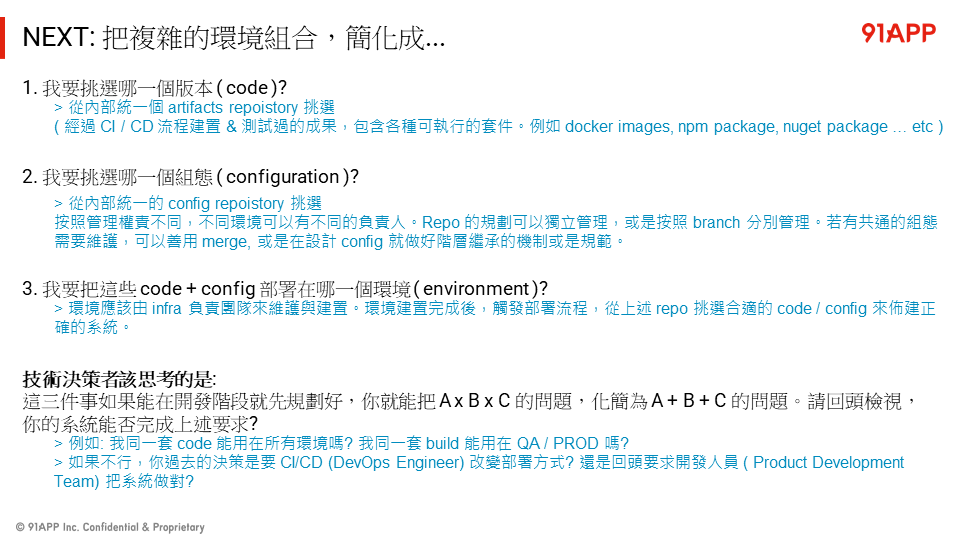 NEXT: 把複雜的環境組合，簡化成...
91APP
1. 我要挑選哪一個版本 ( code )?
> 從內部統一個 artifacts repoistory 挑選
( 經過 CI / CD 流程建置 & 測試過的成果，包含各種可執行的套件。例如 docker images, npm package, nuget package … etc )
2. 我要挑選哪一個組態 ( configuration )?
> 從內部統一的 config repoistory 挑選
按照管理權責不同，不同環境可以有不同的負責人。Repo 的規劃可以獨立管理，或是按照 branch 分別管理。若有共通的組態
需要維護，可以善用 merge, 或是在設計 config 就做好階層繼承的機制或是規範。
3. 我要把這些 code + config 部署在哪一個環境 ( environment )?
> 環境應該由 infra 負責團隊來維護與建置。環境建置完成後，觸發部署流程，從上述 repo 挑選合適的 code / config 來佈建正
確的系統。
技術決策者該思考的是:
這三件事如果能在開發階段就先規劃好，你就能把 A x B x C 的問題，化簡為 A + B + C 的問題。請回頭檢視，
你的系統能否完成上述要求?
> 例如: 我同一套 code 能用在所有環境嗎? 我同一套 build 能用在 QA / PROD 嗎?
> 如果不行，你過去的決策是要 CI/CD (DevOps Engineer) 改變部署方式? 還是回頭要求開發人員 ( Product Development
Team) 把系統做對?
© 91APP Inc. Confidential & Proprietary